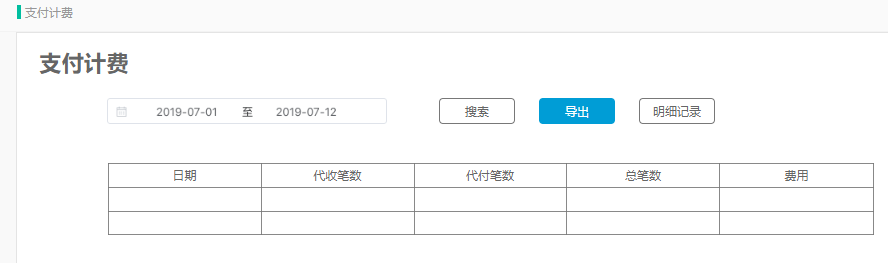 支付计费
支付计费
2019-07-01 至 2019-07-12 搜索 导出 明细记录
日期 代收笔数 代付笔数 总笔数 费用